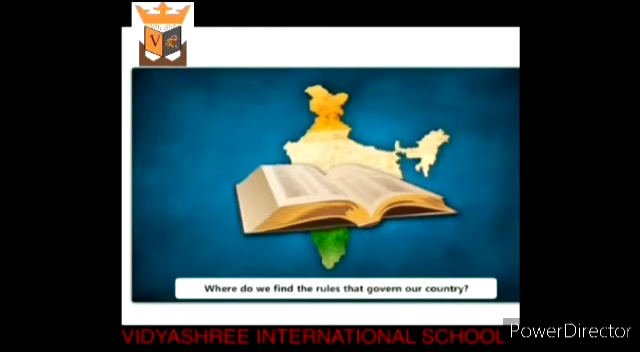 V
Where do we find the rules that govern our country?
VIDYASHREE INTERNATIONAL SCHOOL
PowerDirector